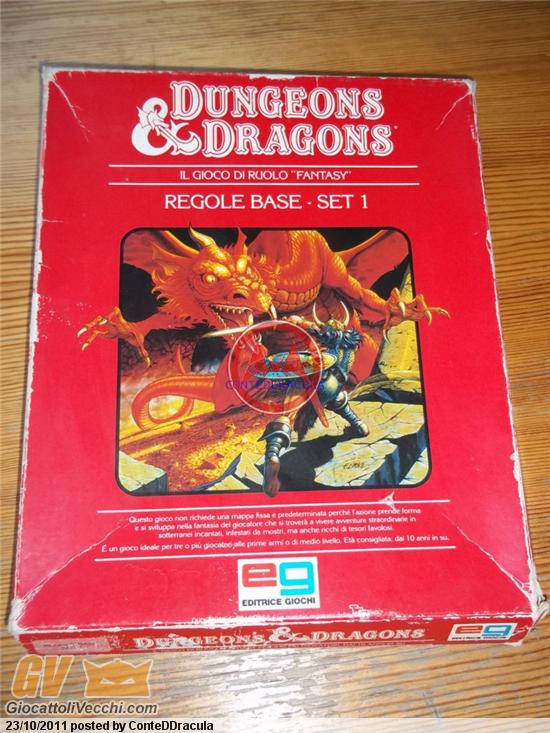 DUNGEONS
& DRAGONS®
IL GIOCO DI RUOLO "FANTASY"
REGOLE BASE - SET 1
CONTEDDRACULA
Questo gioco non richiede una mappa fissa e predeterminata perché l'azione prende forma
e si sviluppa nella fantasia del giocatore che si troverà a vivere avventure straordinarie in
sotterranei incantati, infestati da mostri, ma anche ricchi di tesori favolosi.
È un gioco ideale per tre o più giocatori alle prime armi o di medio livello. Età consigliata: dai 10 anni in su.
eg
EDITRICE GIOCHI
DUNGEONS & DRAGONS
eg
EDITRICE GIOCHI
GV
GiocattoliVecchi.com
23/10/2011 posted by ConteDDracula